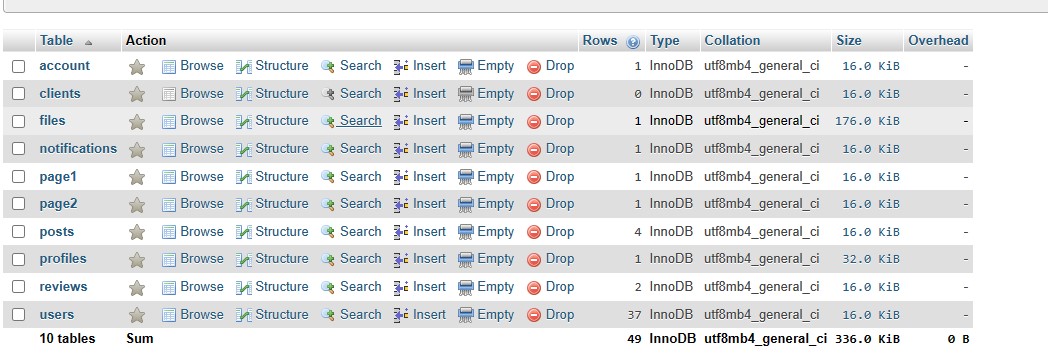 Table Action Rows Type Collation Size Overhead
account Browse Structure Search Insert Empty Drop 1 InnoDB utf8mb4_general_ci 16.0 KiB -
clients Browse Structure Search Insert Empty Drop 0 InnoDB utf8mb4_general_ci 16.0 KiB -
files Browse Structure Search Insert Empty Drop 1 InnoDB utf8mb4_general_ci 176.0 KiB -
notifications Browse Structure Search Insert Empty Drop 1 InnoDB utf8mb4_general_ci 16.0 KiB -
page1 Browse Structure Search Insert Empty Drop 1 InnoDB utf8mb4_general_ci 16.0 KiB -
page2 Browse Structure Search Insert Empty Drop 1 InnoDB utf8mb4_general_ci 16.0 KiB -
posts Browse Structure Search Insert Empty Drop 4 InnoDB utf8mb4_general_ci 16.0 KiB -
profiles Browse Structure Search Insert Empty Drop 1 InnoDB utf8mb4_general_ci 32.0 KiB -
reviews Browse Structure Search Insert Empty Drop 2 InnoDB utf8mb4_general_ci 16.0 KiB -
users Browse Structure Search Insert Empty Drop 37 InnoDB utf8mb4_general_ci 16.0 KiB -
10 tables Sum 49 InnoDB utf8mb4_general_ci 336.0 KiB 0 B